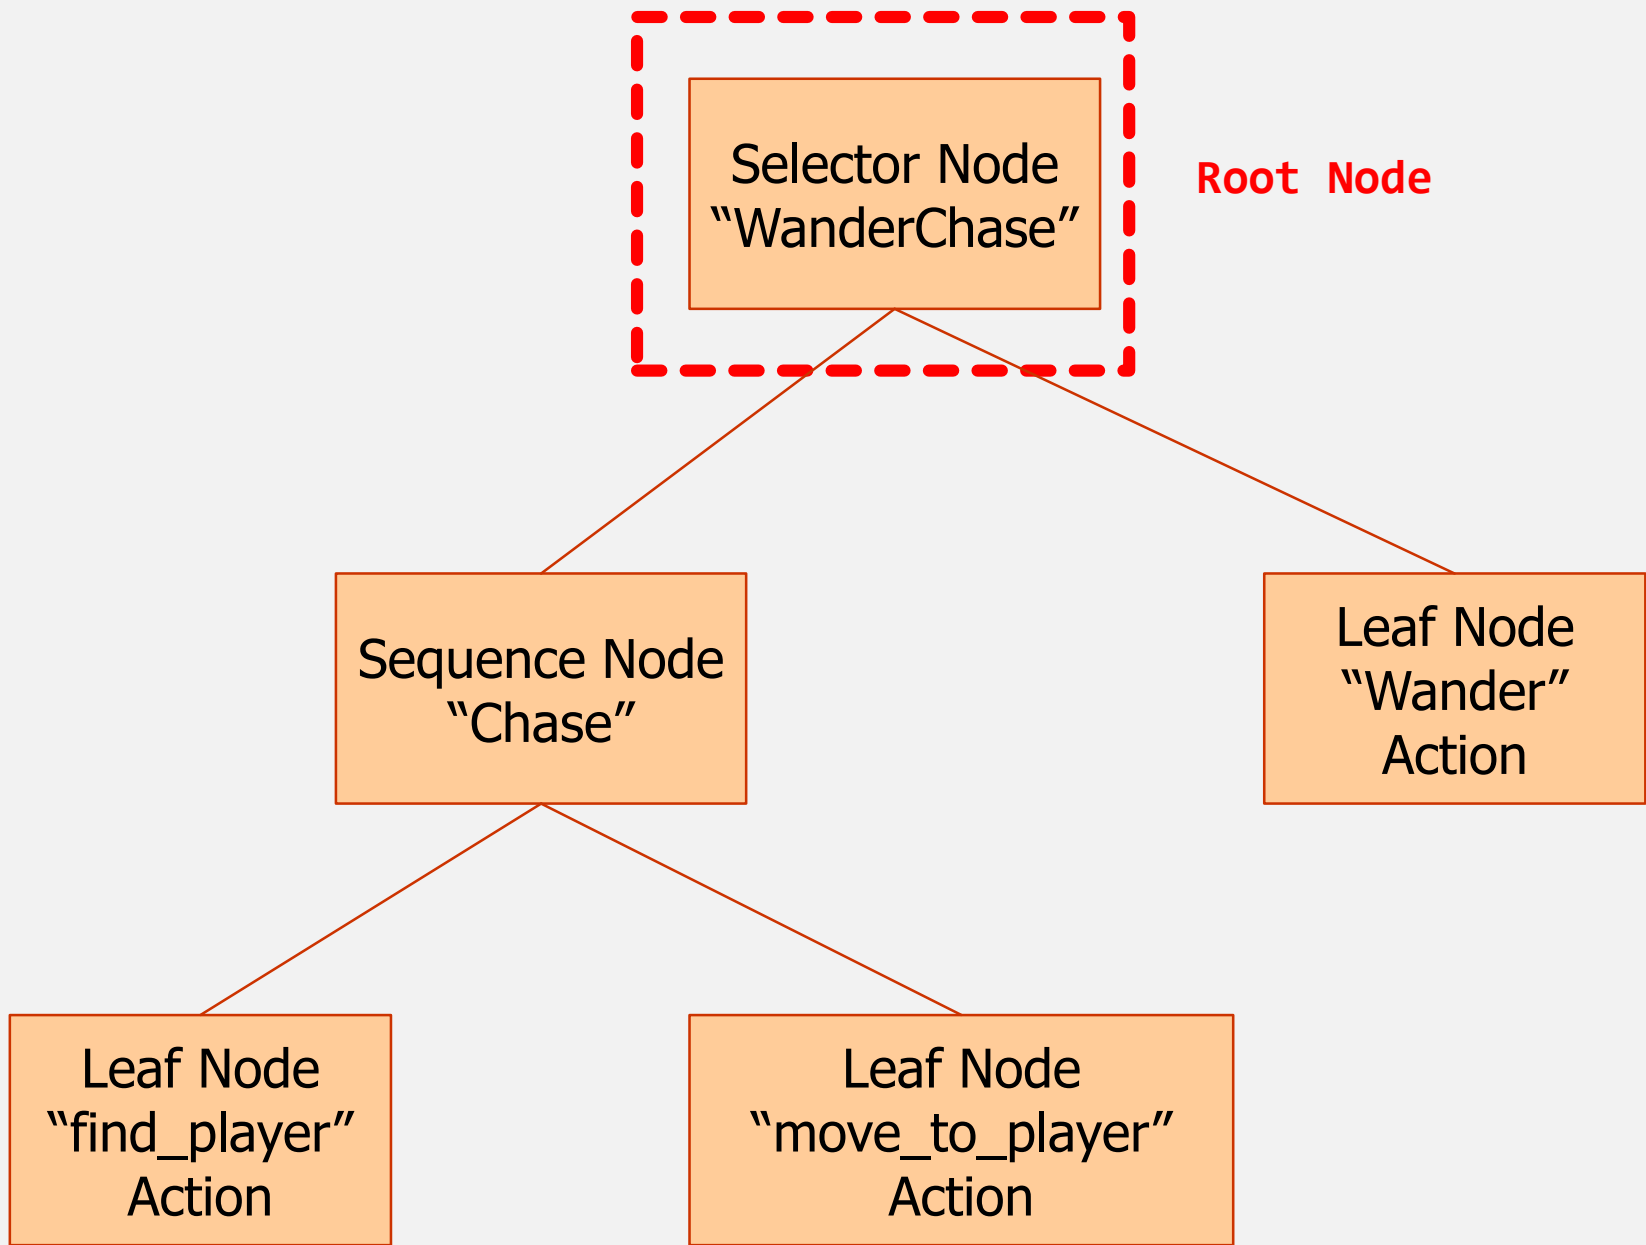 Selector Node
“WanderChase”
Root Node
Sequence Node
“Chase”
Leaf Node
“Wander”
Action
Leaf Node
“find_player”
Action
Leaf Node
“move_to_player”
Action